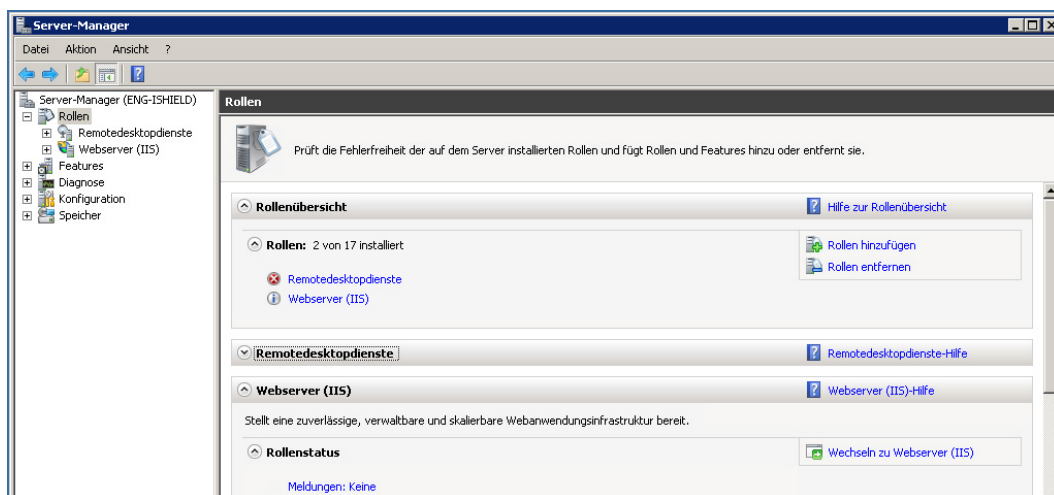 Server-Manager
Datei Aktion Ansicht ?
Server-Manager (ENG-ISHIELD)
Rollen
Remotedesktopdienste
Webserver (IIS)
Features
Diagnose
Konfiguration
Speicher
Rollen
Prüft die Fehlerfreiheit der auf dem Server installierten Rollen und fügt Rollen und Features hinzu oder entfernt sie.
Rollenübersicht
Hilfe zur Rollenübersicht
Rollen: 2 von 17 installiert
Rollen hinzufügen
Rollen entfernen
Remotedesktopdienste
Webserver (IIS)
Remotedesktopdienste
Remotedesktopdienste-Hilfe
Webserver (IIS)
Webserver (IIS)-Hilfe
Stellt eine zuverlässige, verwaltbare und skalierbare Webanwendungsinfrastruktur bereit.
Rollenstatus
Wechseln zu Webserver (IIS)
Meldungen: Keine